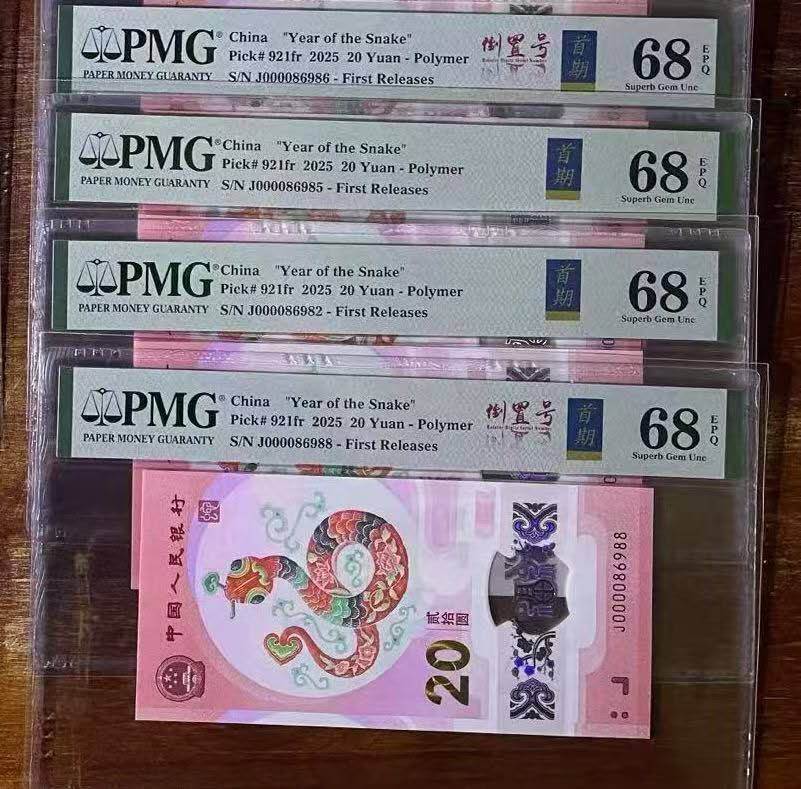 PMG® China "Year of the Snake" 倒置号 首期 68 EPQ
Pick# 921fr 2025 20 Yuan - Polymer
PAPER MONEY GUARANTY S/N J000086986 - First Releases Superb Gem Unc
PMG® China "Year of the Snake" 首期 68 EPQ
Pick# 921fr 2025 20 Yuan - Polymer
PAPER MONEY GUARANTY S/N J000086985 - First Releases Superb Gem Unc
PMG® China "Year of the Snake" 首期 68 EPQ
Pick# 921fr 2025 20 Yuan - Polymer
PAPER MONEY GUARANTY S/N J000086982 - First Releases Superb Gem Unc
PMG® China "Year of the Snake" 倒置号 首期 68 EPQ
Pick# 921fr 2025 20 Yuan - Polymer
PAPER MONEY GUARANTY S/N J000086988 - First Releases Superb Gem Unc
中国人民银行
贰拾圆
20
J000086988